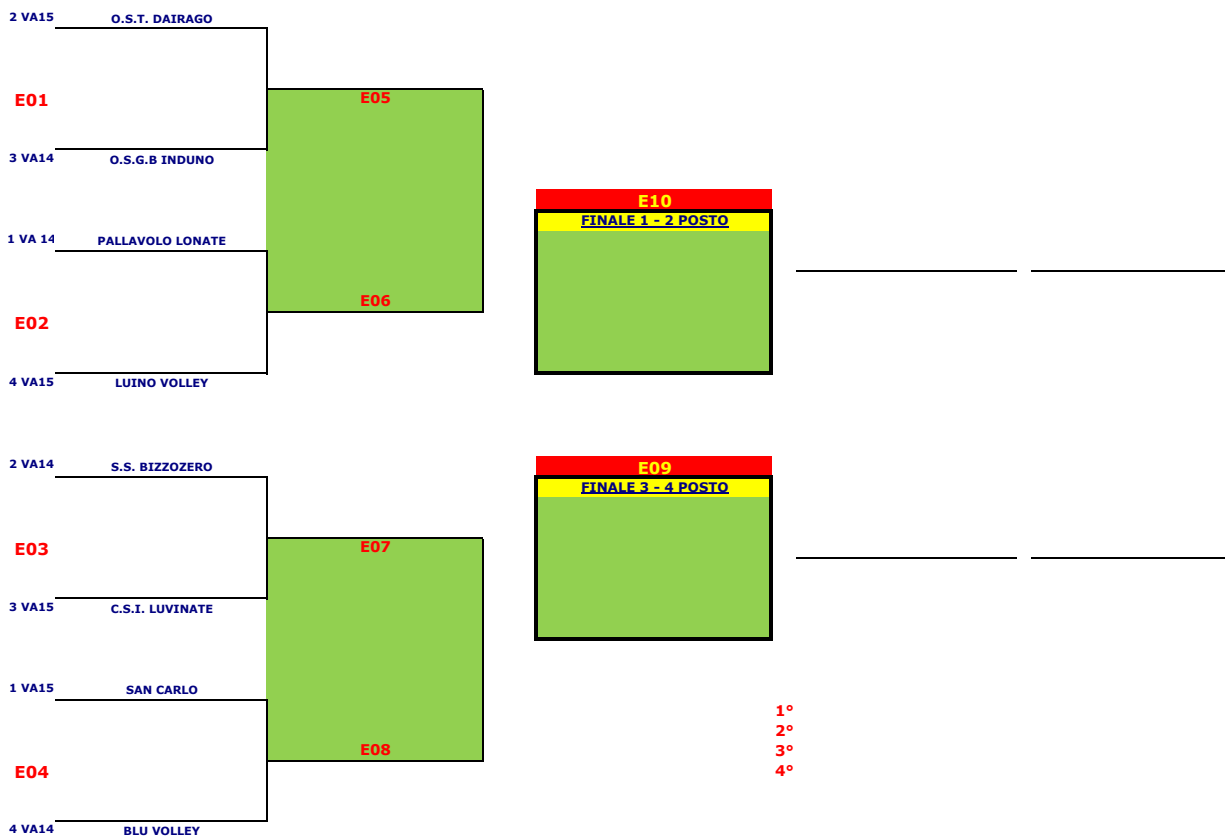 2 VA15 O.S.T. DAIRAGO
E01
E05
3 VA14 O.S.G.B INDUNO
E10
FINALE 1 - 2 POSTO
1 VA 14 PALLAVOLO LONATE
E06
E02
4 VA15 LUINO VOLLEY
2 VA14 S.S. BIZZOZERO
E09
FINALE 3 - 4 POSTO
E03
E07
3 VA15 C.S.I. LUVINATE
1 VA15 SAN CARLO
1°
2°
3°
4°
E08
E04
4 VA14 BLU VOLLEY